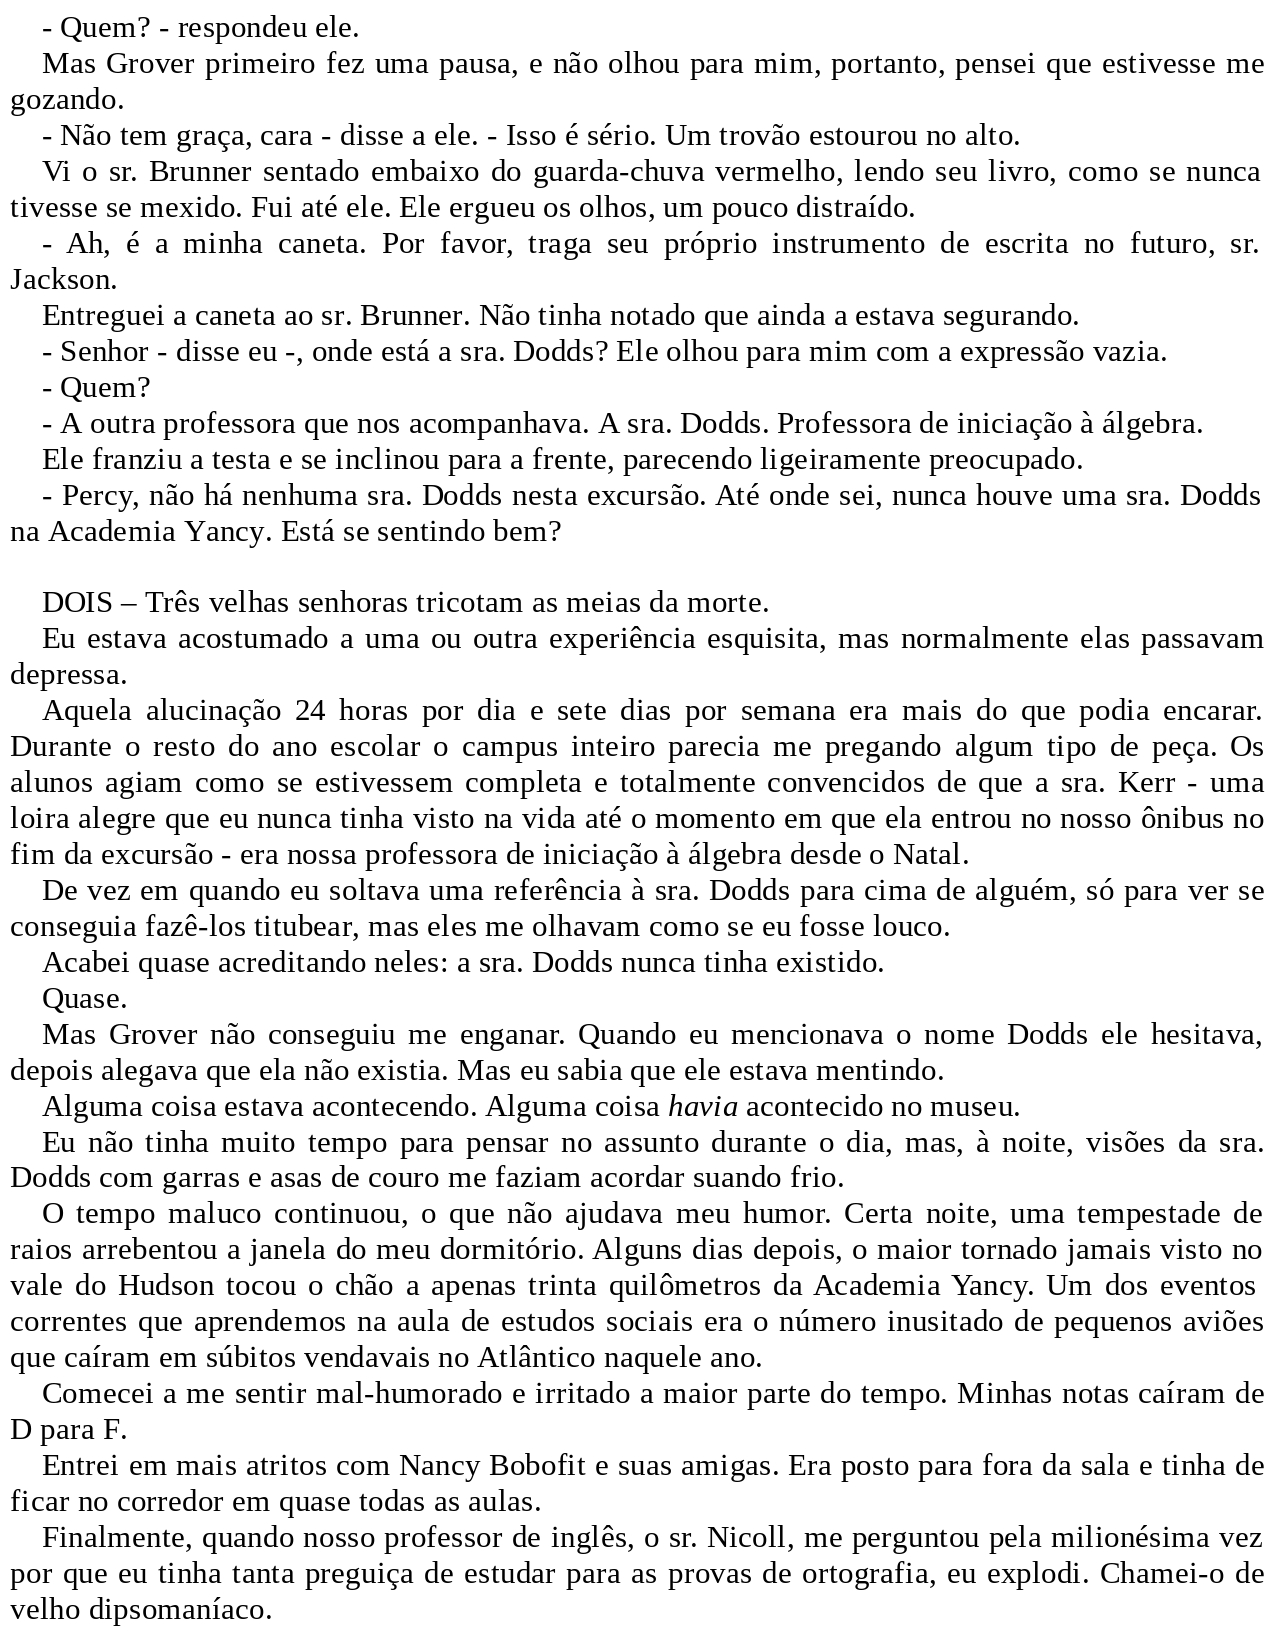 - Quem? - respondeu ele.
Mas Grover primeiro fez uma pausa, e não olhou para mim, portanto, pensei que estivesse me
gozando.
- Não tem graça, cara - disse a ele. - Isso é sério. Um trovão estourou no alto.
Vi o sr. Brunner sentado embaixo do guarda-chuva vermelho, lendo seu livro, como se nunca
tivesse se mexido. Fui até ele. Ele ergueu os olhos, um pouco distraído.
- Ah, é a minha caneta. Por favor, traga seu próprio instrumento de escrita no futuro, sr.
Jackson.
Entreguei a caneta ao sr. Brunner. Não tinha notado que ainda a estava segurando.
- Senhor - disse eu -, onde está a sra. Dodds? Ele olhou para mim com a expressão vazia.
- Quem?
- A outra professora que nos acompanhava. A sra. Dodds. Professora de iniciação à álgebra.
Ele franziu a testa e se inclinou para a frente, parecendo ligeiramente preocupado.
- Percy, não há nenhuma sra. Dodds nesta excursão. Até onde sei, nunca houve uma sra. Dodds
na Academia Yancy. Está se sentindo bem?
DOIS – Três velhas senhoras tricotam as meias da morte.
Eu estava acostumado a uma ou outra experiência esquisita, mas normalmente elas passavam
depressa.
Aquela alucinação 24 horas por dia e sete dias por semana era mais do que podia encarar.
Durante o resto do ano escolar o campus inteiro parecia me pregando algum tipo de peça. Os
alunos agiam como se estivessem completa e totalmente convencidos de que a sra. Kerr - uma
loira alegre que eu nunca tinha visto na vida até o momento em que ela entrou no nosso ônibus no
fim da excursão - era nossa professora de iniciação à álgebra desde o Natal.
De vez em quando eu soltava uma referência à sra. Dodds para cima de alguém, só para ver se
conseguia fazê-los titubear, mas eles me olhavam como se eu fosse louco.
Acabei quase acreditando neles: a sra. Dodds nunca tinha existido.
Quase.
Mas Grover não conseguiu me enganar. Quando eu mencionava o nome Dodds ele hesitava,
depois alegava que ela não existia. Mas eu sabia que ele estava mentindo.
Alguma coisa estava acontecendo. Alguma coisa havia acontecido no museu.
Eu não tinha muito tempo para pensar no assunto durante o dia, mas, à noite, visões da sra.
Dodds com garras e asas de couro me faziam acordar suando frio.
O tempo maluco continuou, o que não ajudava meu humor. Certa noite, uma tempestade de
raios arrebentou a janela do meu dormitório. Alguns dias depois, o maior tornado jamais visto no
vale do Hudson tocou o chão a apenas trinta quilômetros da Academia Yancy. Um dos eventos
correntes que aprendemos na aula de estudos sociais era o número inusitado de pequenos aviões
que caíram em súbitos vendavais no Atlântico naquele ano.
Comecei a me sentir mal-humorado e irritado a maior parte do tempo. Minhas notas caíram de
D para F.
Entrei em mais atritos com Nancy Bobofit e suas amigas. Era posto para fora da sala e tinha de
ficar no corredor em quase todas as aulas.
Finalmente, quando nosso professor de inglês, o sr. Nicoll, me perguntou pela milionésima vez
por que eu tinha tanta preguiça de estudar para as provas de ortografia, eu explodi. Chamei-o de
velho dipsomaníaco.